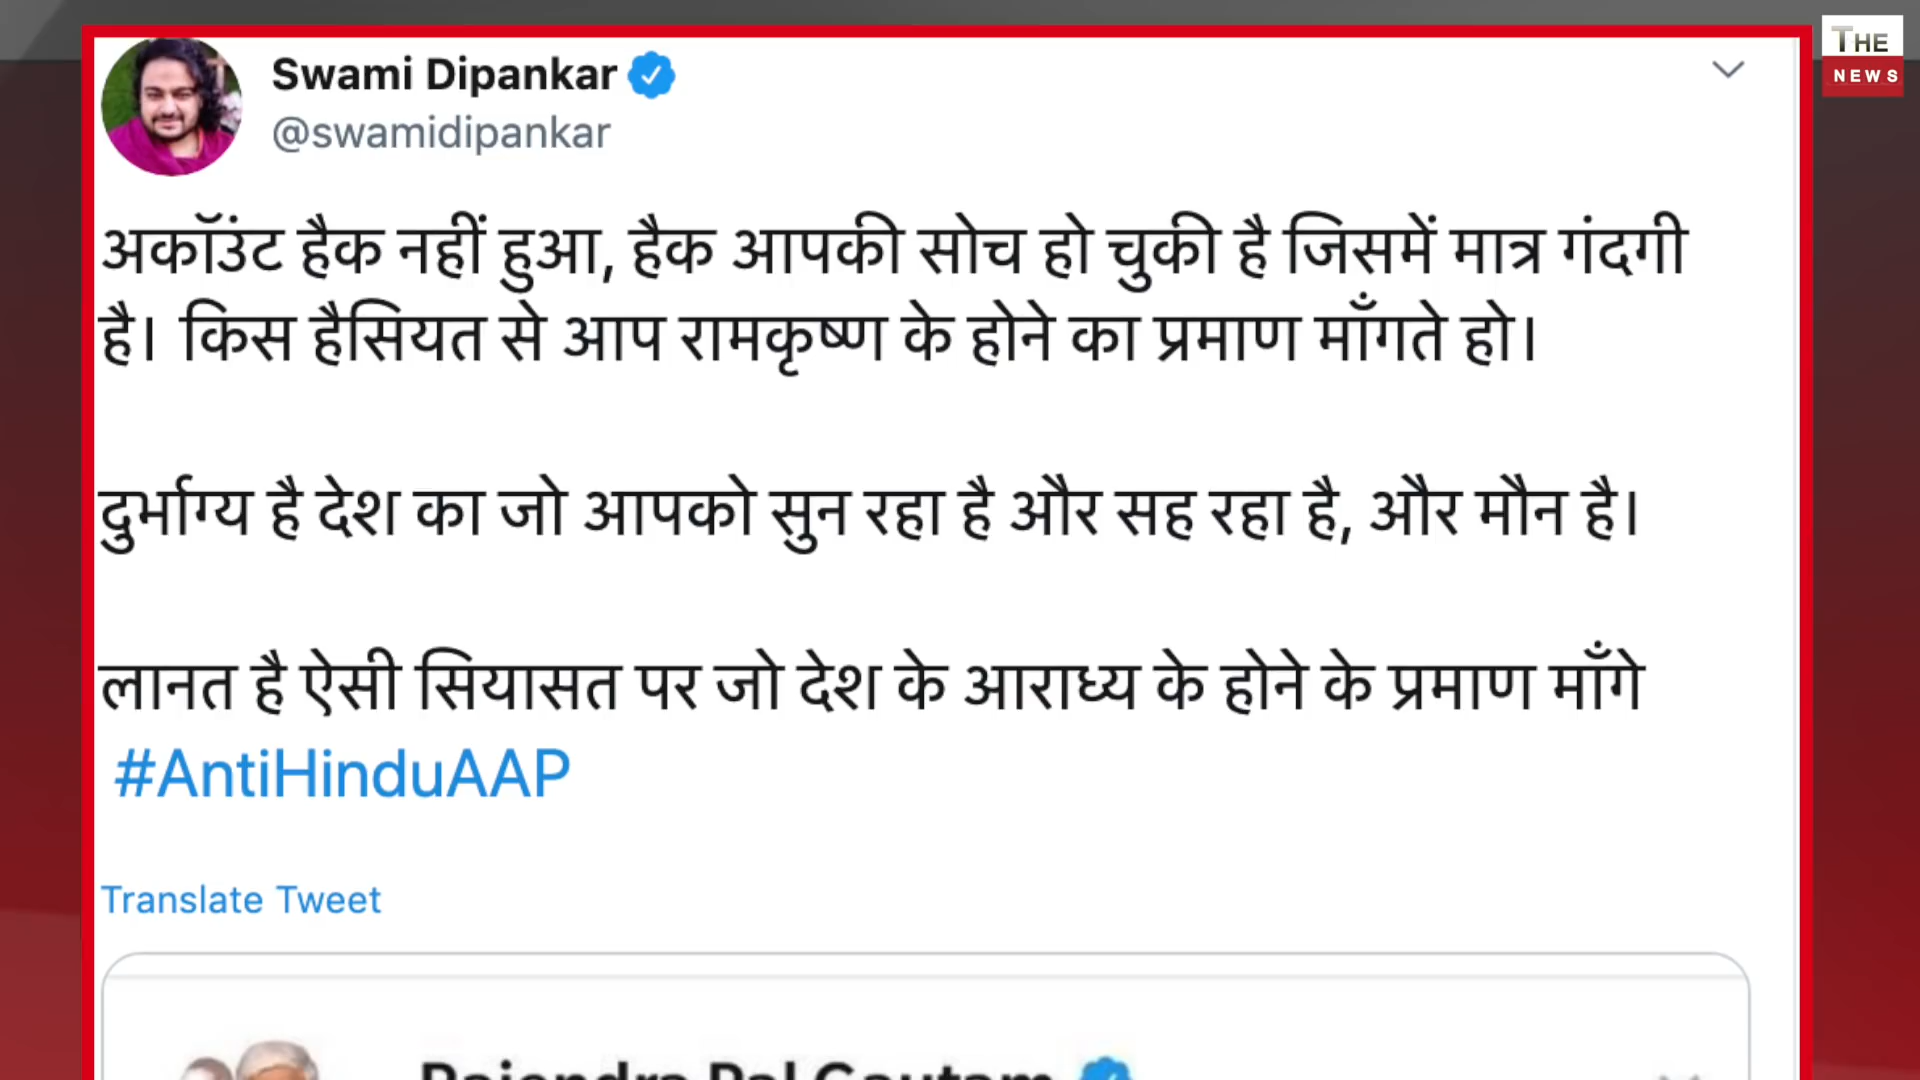 THE
NEWS
Swami Dipankar
@swamidipankar
अकॉउंट हैक नहीं हुआ, हैक आपकी सोच हो चुकी है जिसमें मात्र गंदगी
है। किस हैसियत से आप रामकृष्ण के होने का प्रमाण माँगते हो।
दुर्भाग्य है देश का जो आपको सुन रहा है और सह रहा है, और मौन है।
लानत है ऐसी सियासत पर जो देश के आराध्य के होने के प्रमाण माँगे
#AntiHinduAAP
Translate Tweet
Rajendra Pal Gautam